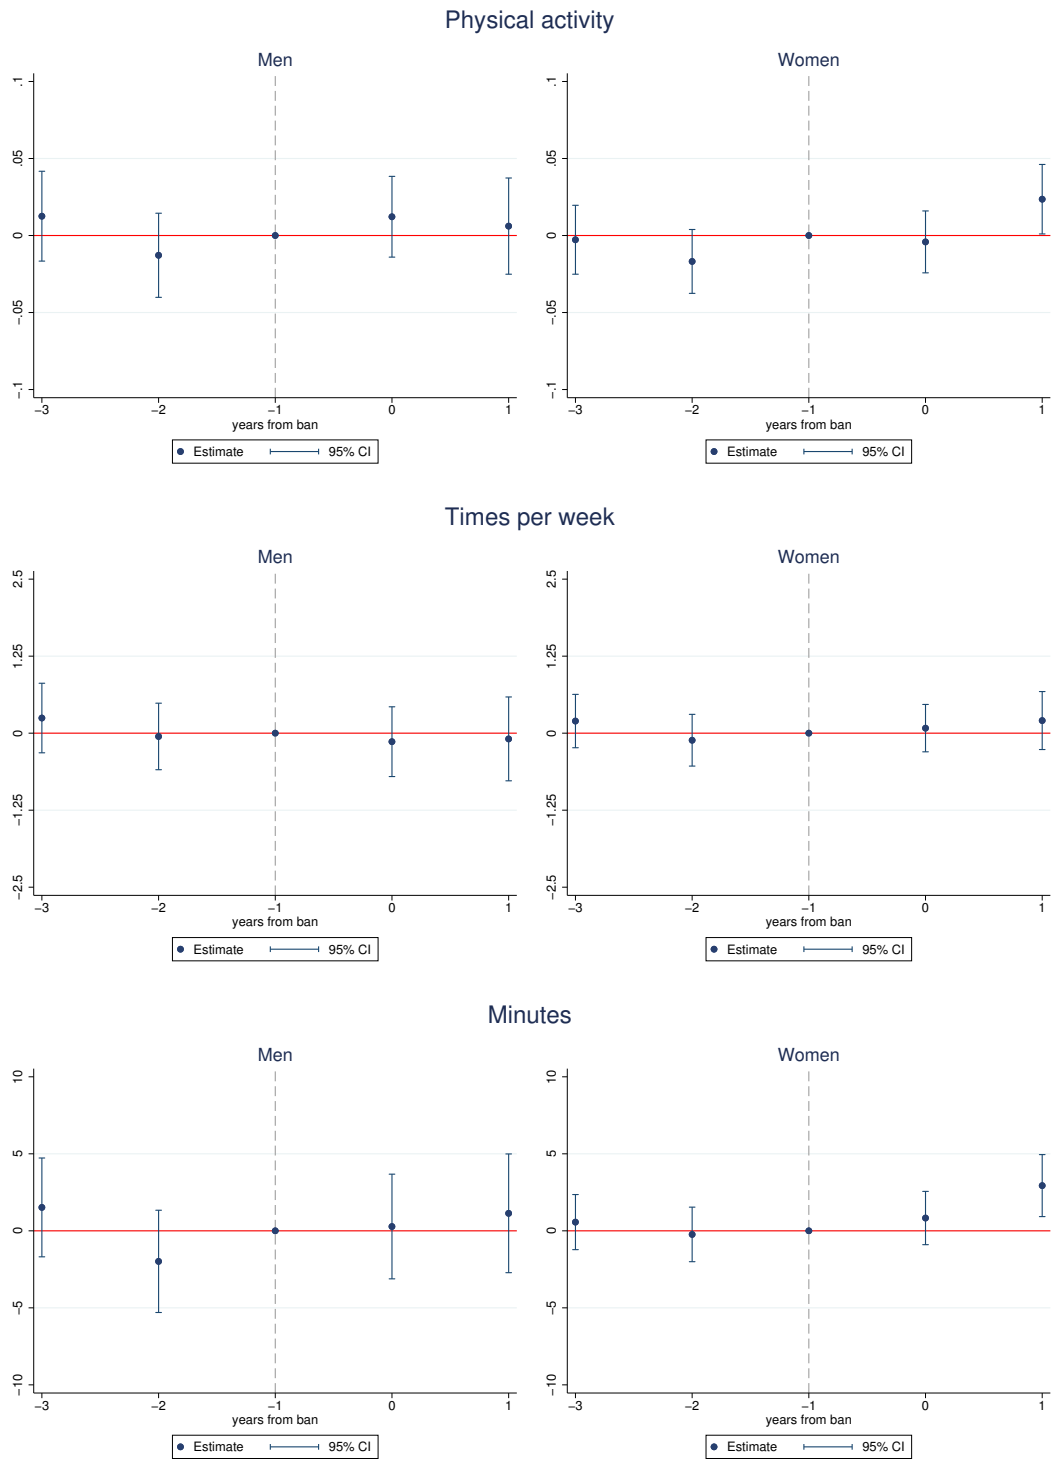 Physical activity
Men
Women
.1
.05
0
−.05
−.1
−3 −2 −1 0 1
years from ban
Estimate 95% CI
.1
.05
0
−.05
−.1
−3 −2 −1 0 1
years from ban
Estimate 95% CI
Times per week
Men
Women
2.5
1.25
0
−1.25
−2.5
−3 −2 −1 0 1
years from ban
Estimate 95% CI
2.5
1.25
0
−1.25
−2.5
−3 −2 −1 0 1
years from ban
Estimate 95% CI
Minutes
Men
Women
10
5
0
−5
−10
−3 −2 −1 0 1
years from ban
Estimate 95% CI
10
5
0
−5
−10
−3 −2 −1 0 1
years from ban
Estimate 95% CI